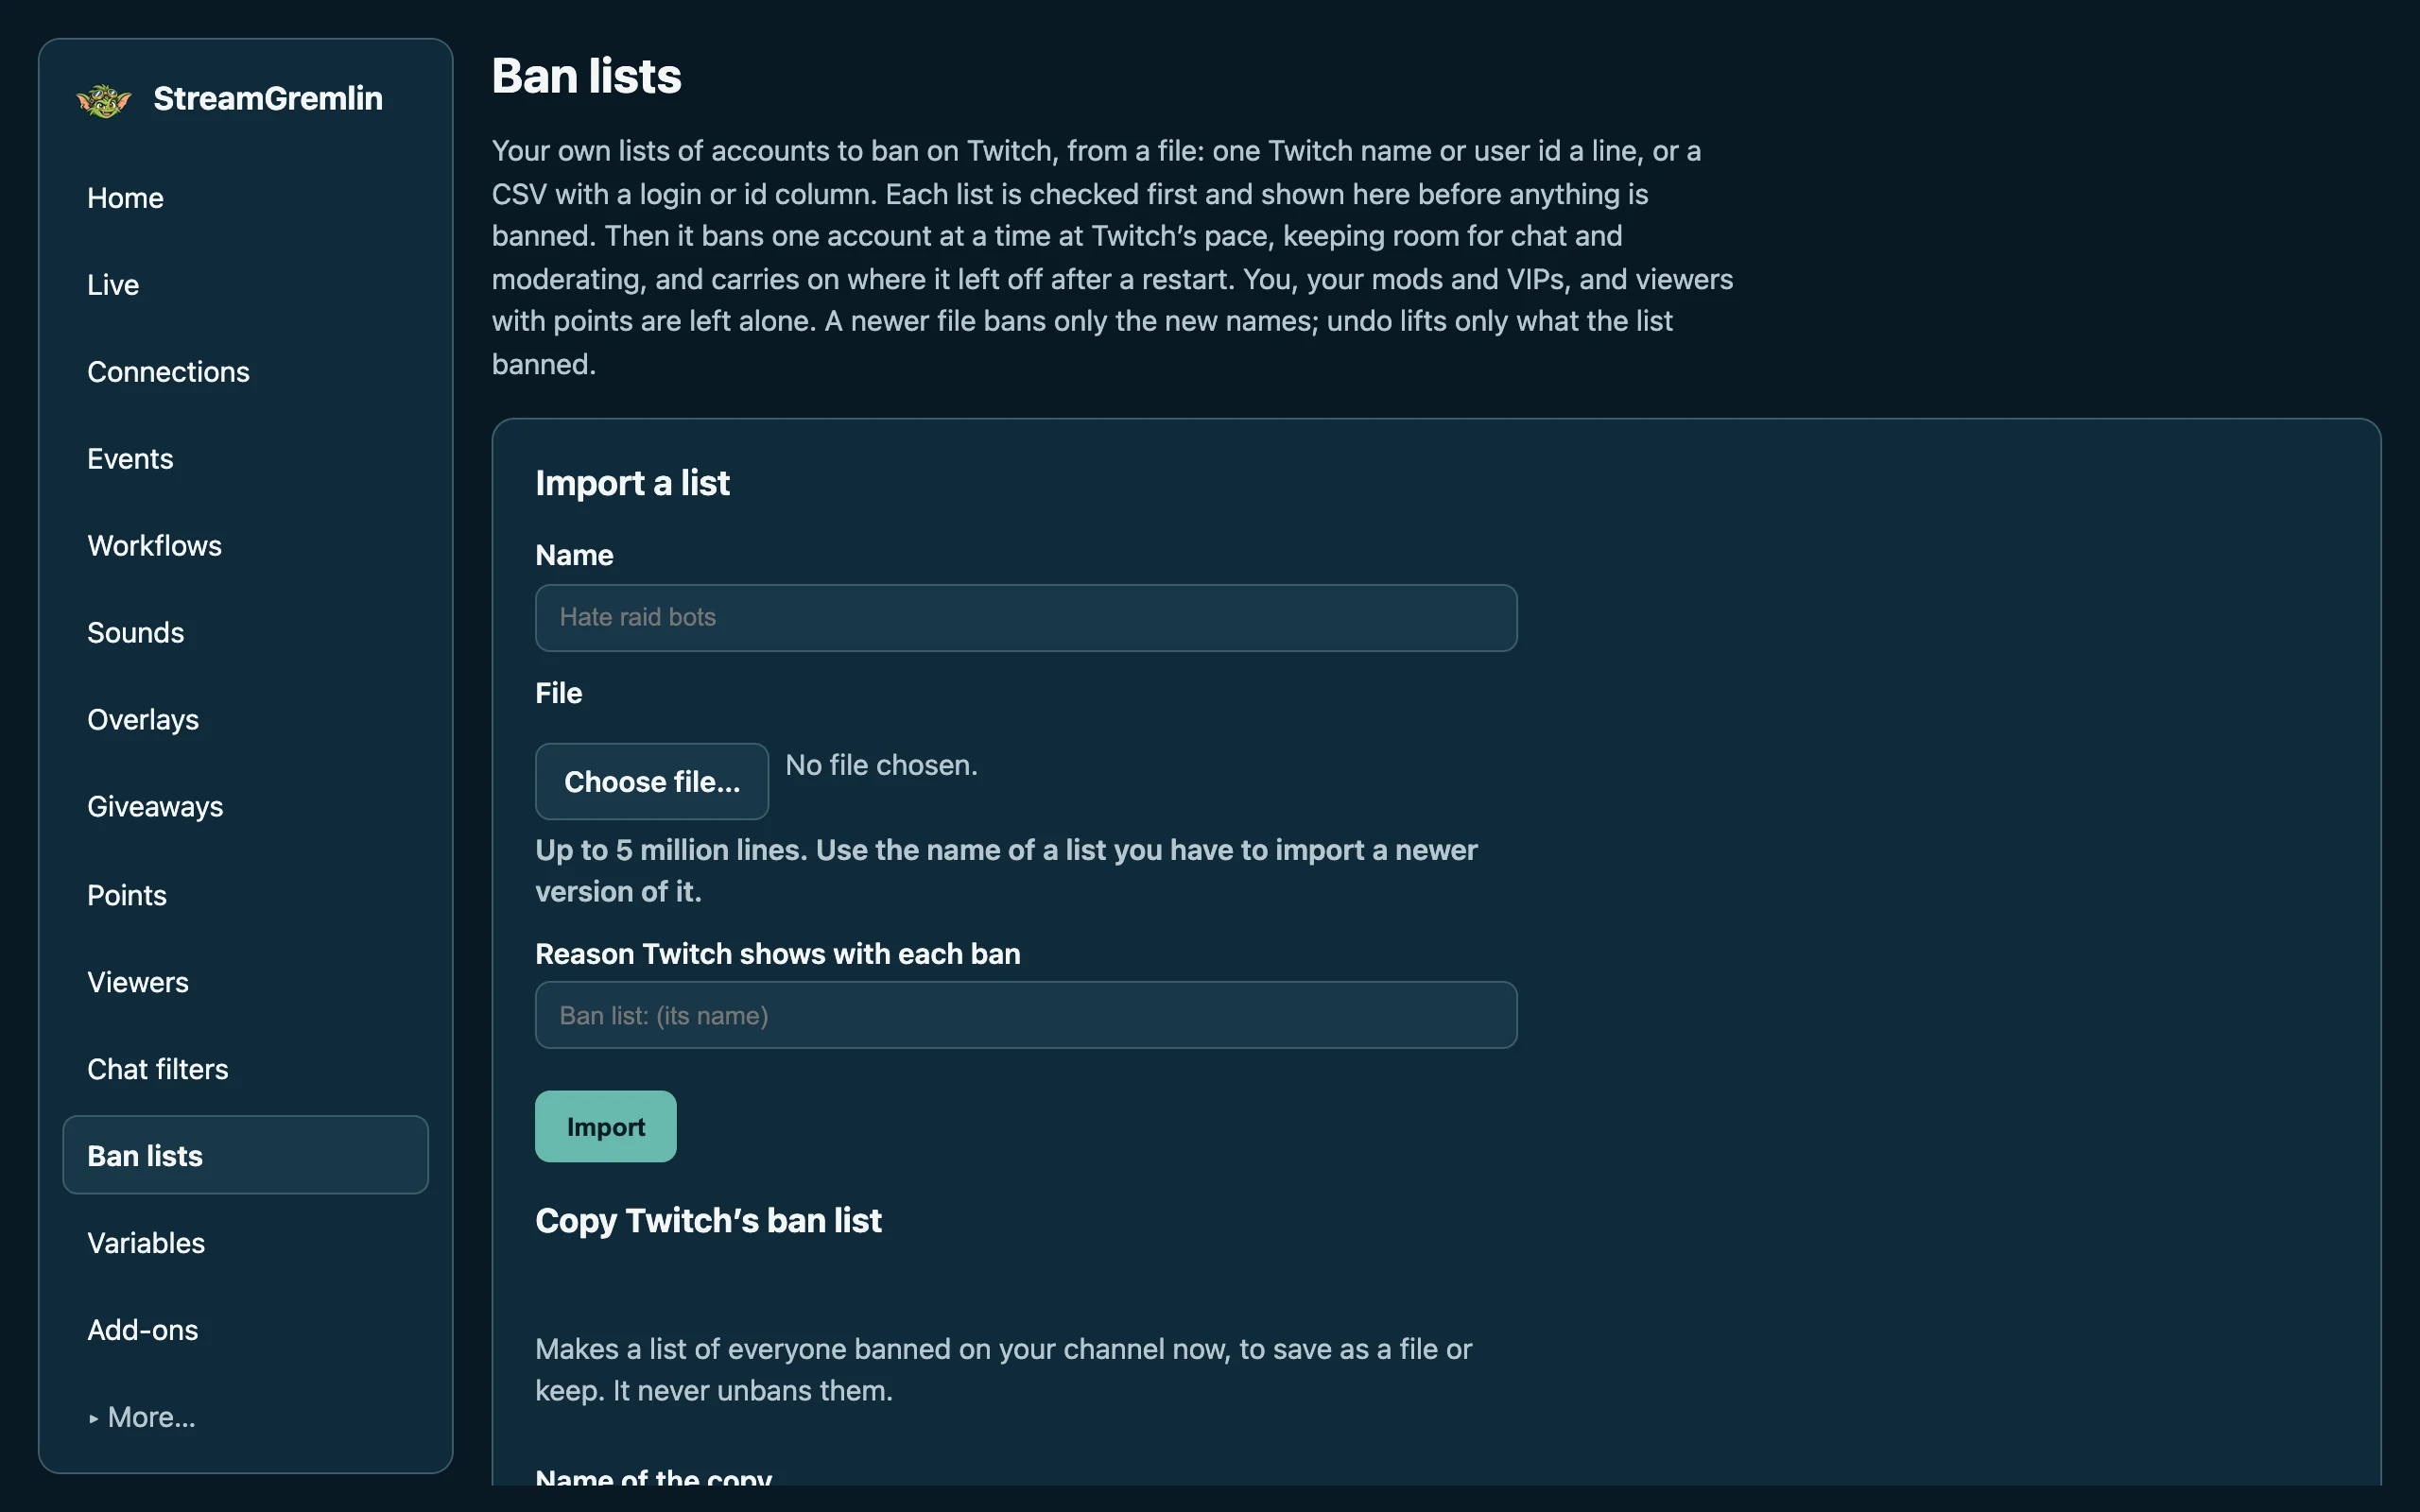 StreamGremlin
Home
Live
Connections
Events
Workflows
Sounds
Overlays
Giveaways
Points
Viewers
Chat filters
Ban lists
Variables
Add-ons
▸ More...
Ban lists
Your own lists of accounts to ban on Twitch, from a file: one Twitch name or user id a line, or a
CSV with a login or id column. Each list is checked first and shown here before anything is
banned. Then it bans one account at a time at Twitch’s pace, keeping room for chat and
moderating, and carries on where it left off after a restart. You, your mods and VIPs, and viewers
with points are left alone. A newer file bans only the new names; undo lifts only what the list
banned.
Import a list
Name
Hate raid bots
File
Choose file...
No file chosen.
Up to 5 million lines. Use the name of a list you have to import a newer
version of it.
Reason Twitch shows with each ban
Ban list: (its name)
Import
Copy Twitch’s ban list
Makes a list of everyone banned on your channel now, to save as a file or
keep. It never unbans them.
Name of the copy